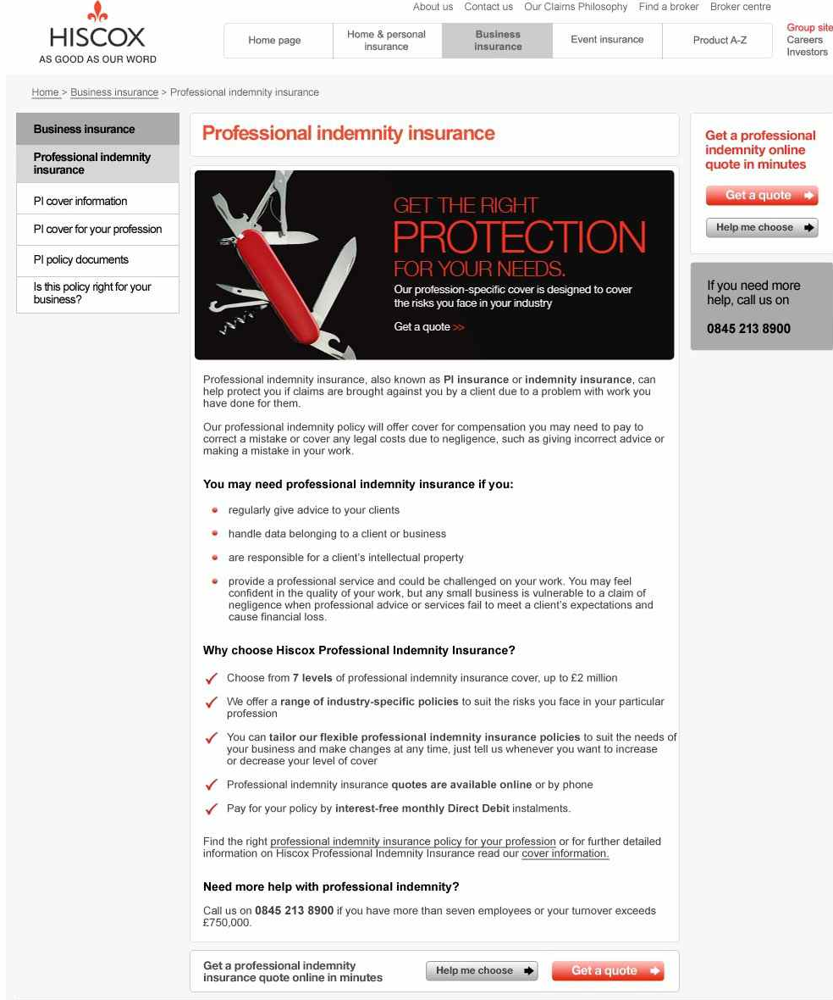 About us Contact us Our Claims Philosophy Find a broker Broker centre
HISCOX
AS GOOD AS OUR WORD
Home page
Home & personal
insurance
Business
insurance
Event insurance
Product A-Z
Group site
Careers
Investors
Home > Business insurance > Professional indemnity insurance
Business insurance
Professional indemnity
insurance
PI cover information
PI cover for your profession
PI policy documents
Is this policy right for your
business?
Professional indemnity insurance
GET THE RIGHT
PROTECTION
FOR YOUR NEEDS.
Our profession-specific cover is designed to cover
the risks you face in your industry
Get a quote >>
Professional indemnity insurance, also known as PI insurance or indemnity insurance, can
help protect you if claims are brought against you by a client due to a problem with work you
have done for them.
Our professional indemnity policy will offer cover for compensation you may need to pay to
correct a mistake or cover any legal costs due to negligence, such as giving incorrect advice or
making a mistake in your work.
You may need professional indemnity insurance if you:
regularly give advice to your clients
handle data belonging to a client or business
are responsible for a client's intellectual property
provide a professional service and could be challenged on your work. You may feel
confident in the quality of your work, but any small business is vulnerable to a claim of
negligence when professional advice or services fail to meet a client's expectations and
cause financial loss.
Why choose Hiscox Professional Indemnity Insurance?
Choose from 7 levels of professional indemnity insurance cover, up to £2 million
We offer a range of industry-specific policies to suit the risks you face in your particular
profession
You can tailor our flexible professional indemnity insurance policies to suit the needs of
your business and make changes at any time, just tell us whenever you want to increase
or decrease your level of cover
Professional indemnity insurance quotes are available online or by phone
Pay for your policy by interest-free monthly Direct Debit instalments.
Find the right professional indemnity insurance policy for your profession or for further detailed
information on Hiscox Professional Indemnity Insurance read our cover information.
Need more help with professional indemnity?
Call us on 0845 213 8900 if you have more than seven employees or your turnover exceeds
£750,000.
Get a professional indemnity
insurance quote online in minutes
Help me choose
Get a quote
Get a professional
indemnity online
quote in minutes
Get a quote
Help me choose
If you need more
help, call us on
0845 213 8900